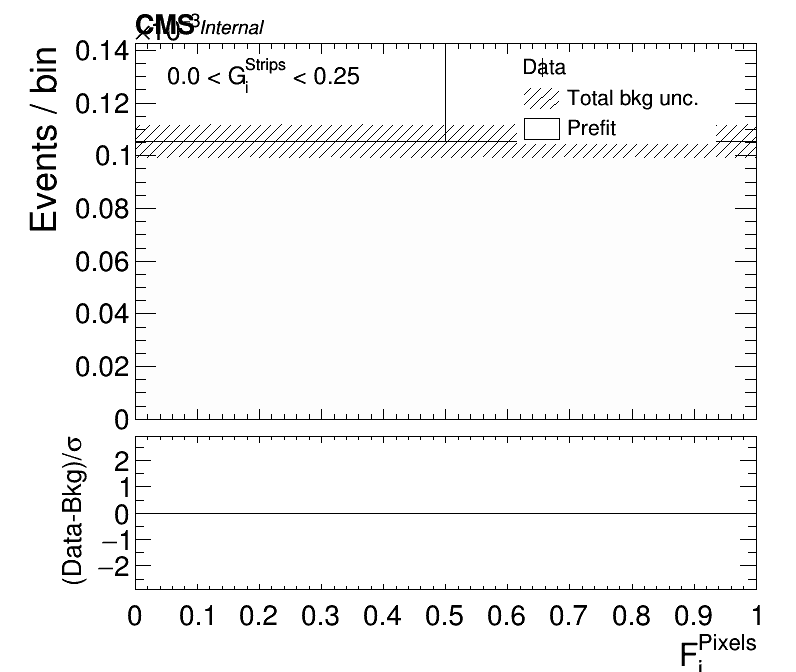 CMS Internal
×10⁻³
0.14
0.12
0.1
0.08
0.06
0.04
0.02
0
Events / bin
0.0 < G_i^Strips < 0.25
Data
Total bkg unc.
Prefit
2
1
0
−1
−2
(Data-Bkg)/σ
0 0.1 0.2 0.3 0.4 0.5 0.6 0.7 0.8 0.9 1
F_i^Pixels